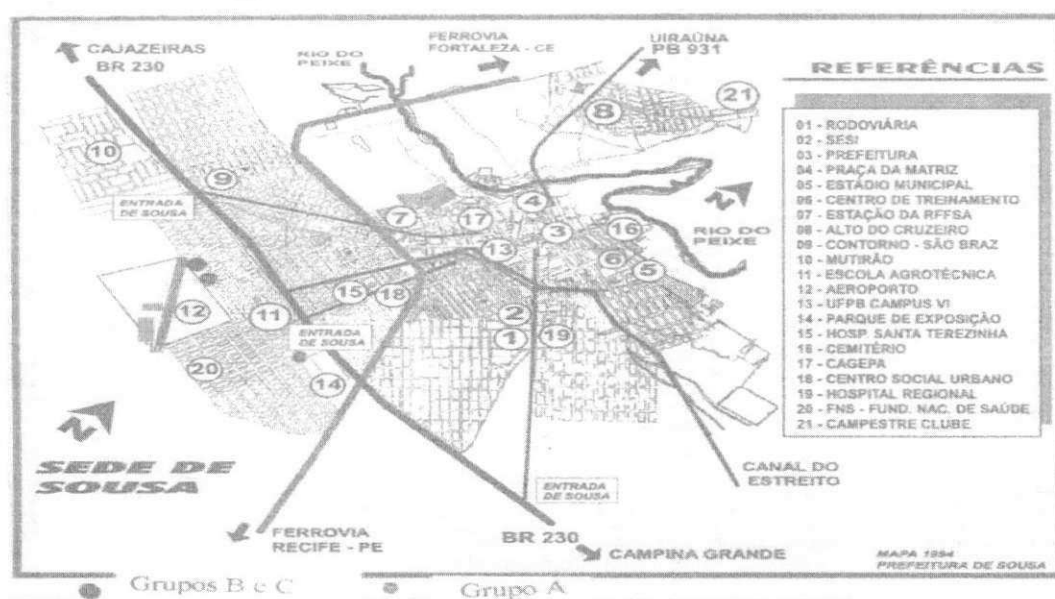 CAJAZEIRAS
BR 230
FERROVIA
FORTALEZA - CE
RIO DO
PEIXE
UIRAÚNA
PB 931
REFERÊNCIAS
01 - RODOVIÁRIA
02 - SESI
03 - PREFEITURA
04 - PRAÇA DA MATRIZ
05 - ESTÁDIO MUNICIPAL
06 - CENTRO DE TREINAMENTO
07 - ESTAÇÃO DA RFFSA
08 - ALTO DO CRUZEIRO
09 - CONTORNO - SÃO BRAZ
10 - MUTIRÃO
11 - ESCOLA AGROTÉCNICA
12 - AEROPORTO
13 - UFPB CAMPUS VI
14 - PARQUE DE EXPOSIÇÃO
15 - HOSP. SANTA TEREZINHA
16 - CEMITÉRIO
17 - CAGEPA
18 - CENTRO SOCIAL URBANO
19 - HOSPITAL REGIONAL
20 - FNS - FUND. NAC. DE SAÚDE
21 - CAMPESTRE CLUBE
8
21
10
9
ENTRADA
DE SOUSA
7
17
4
3
16
N
RIO DO
PEIXE
13
6
5
12
11
15
18
ENTRADA
DE SOUSA
2
1
19
20
14
N
SEDE DE
SOUSA
CANAL DO
ESTREITO
ENTRADA
DE SOUSA
FERROVIA
RECIFE - PE
BR 230
CAMPINA GRANDE
MAPA 1994
PREFEITURA DE SOUSA
Grupos B e C
Grupo A